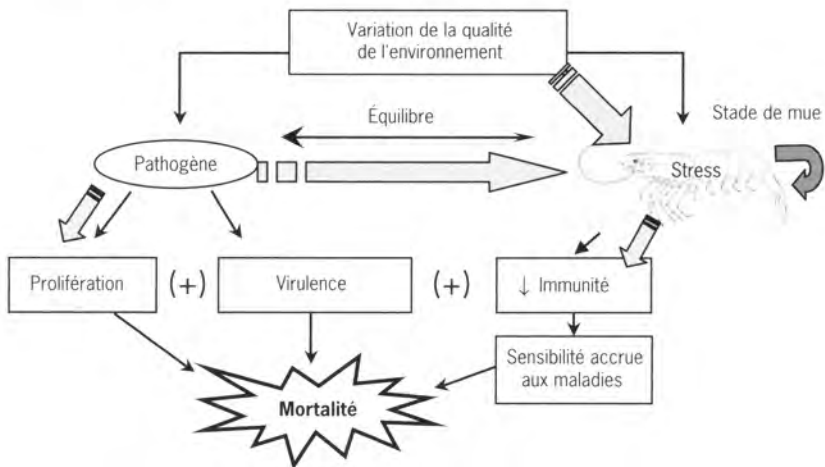 Variation de la qualité
de l'environnement
Équilibre
Stade de mue
Pathogène
Stress
Prolifération
(+)
Virulence
(+)
↓ Immunité
Sensibilité accrue
aux maladies
Mortalité